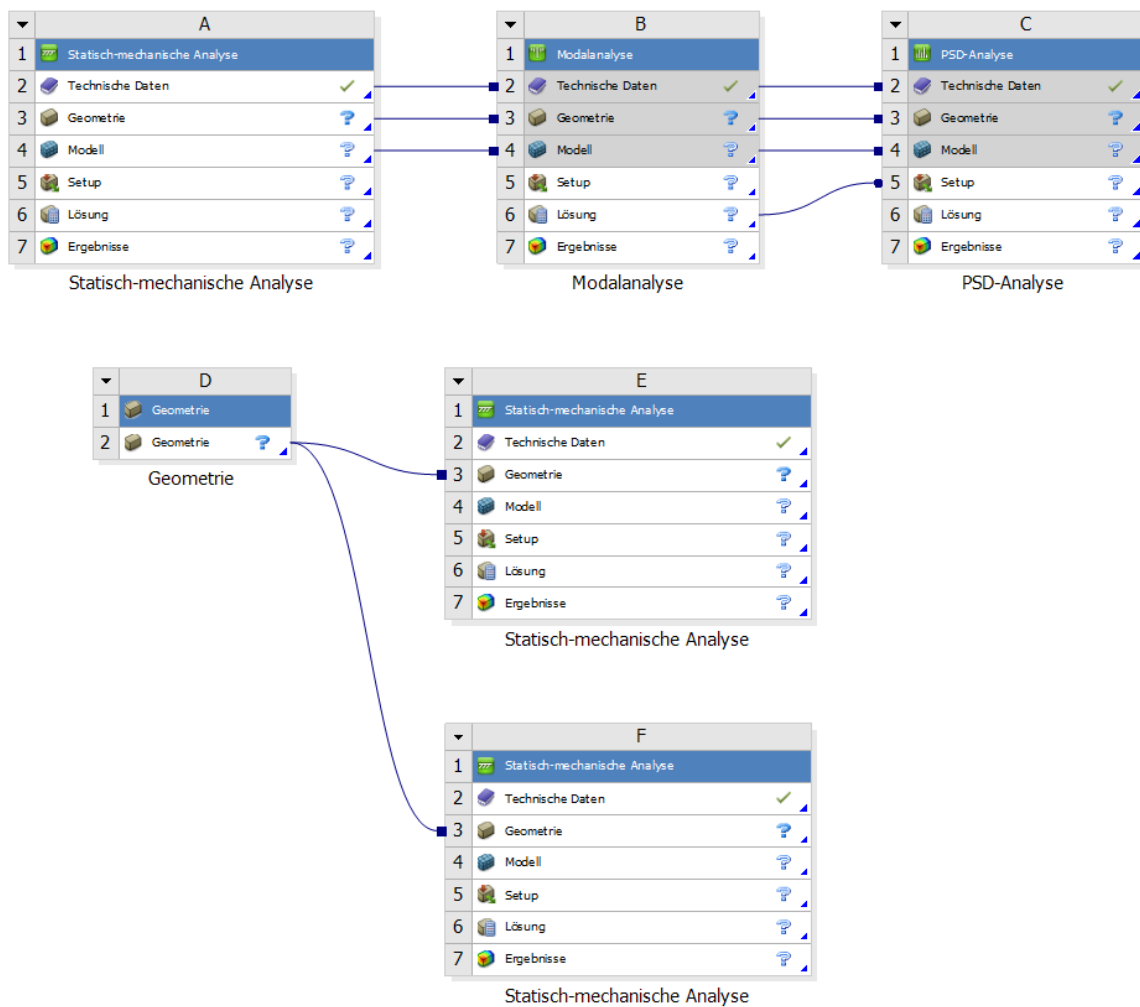 A
1 Statisch-mechanische Analyse
2 Technische Daten
3 Geometrie
4 Modell
5 Setup
6 Lösung
7 Ergebnisse
Statisch-mechanische Analyse
B
1 Modalanalyse
2 Technische Daten
3 Geometrie
4 Modell
5 Setup
6 Lösung
7 Ergebnisse
Modalanalyse
C
1 PSD-Analyse
2 Technische Daten
3 Geometrie
4 Modell
5 Setup
6 Lösung
7 Ergebnisse
PSD-Analyse
D
1 Geometrie
2 Geometrie
Geometrie
E
1 Statisch-mechanische Analyse
2 Technische Daten
3 Geometrie
4 Modell
5 Setup
6 Lösung
7 Ergebnisse
Statisch-mechanische Analyse
F
1 Statisch-mechanische Analyse
2 Technische Daten
3 Geometrie
4 Modell
5 Setup
6 Lösung
7 Ergebnisse
Statisch-mechanische Analyse